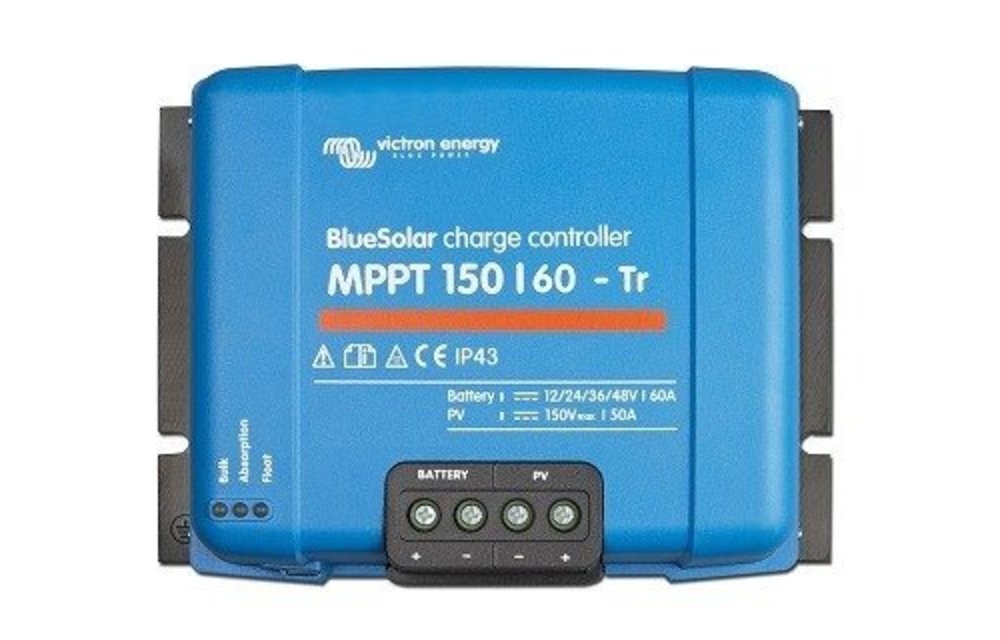 victron energy
BLUE POWER
BlueSolar charge controller
MPPT 150 | 60 - Tr
CE IP43
Battery 12/24/36/48V | 60A
PV 150Vmax | 50A
Bulk
Absorption
Float
BATTERY PV
+ - - +